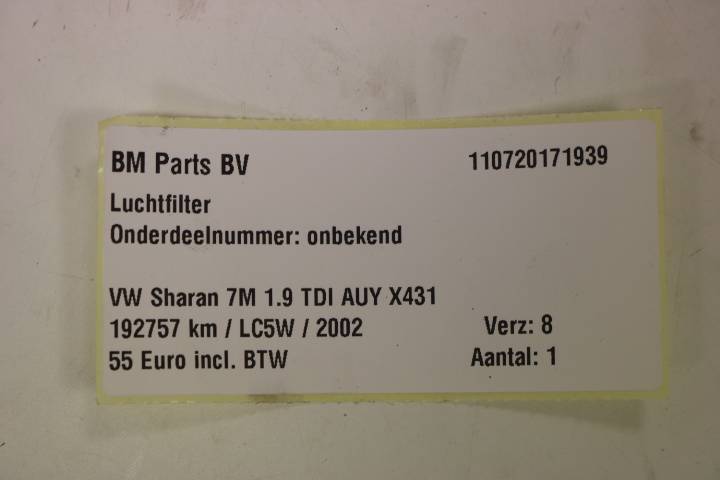 BM Parts BV 110720171939
Luchtfilter
Onderdeelnummer: onbekend
VW Sharan 7M 1.9 TDI AUY X431
192757 km / LC5W / 2002 Verz: 8
55 Euro incl. BTW Aantal: 1